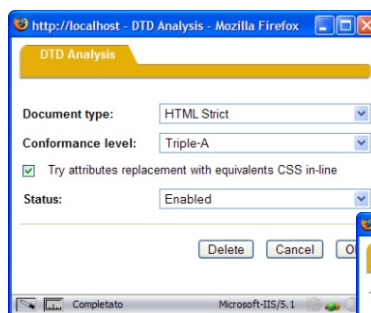 http://localhost - DTD Analysis - Mozilla Firefox
DTD Analysis
Document type: HTML Strict
Conformance level: Triple-A
Try attributes replacement with equivalents CSS in-line
Status: Enabled
Delete Cancel
Completato Microsoft-IIS/5.1